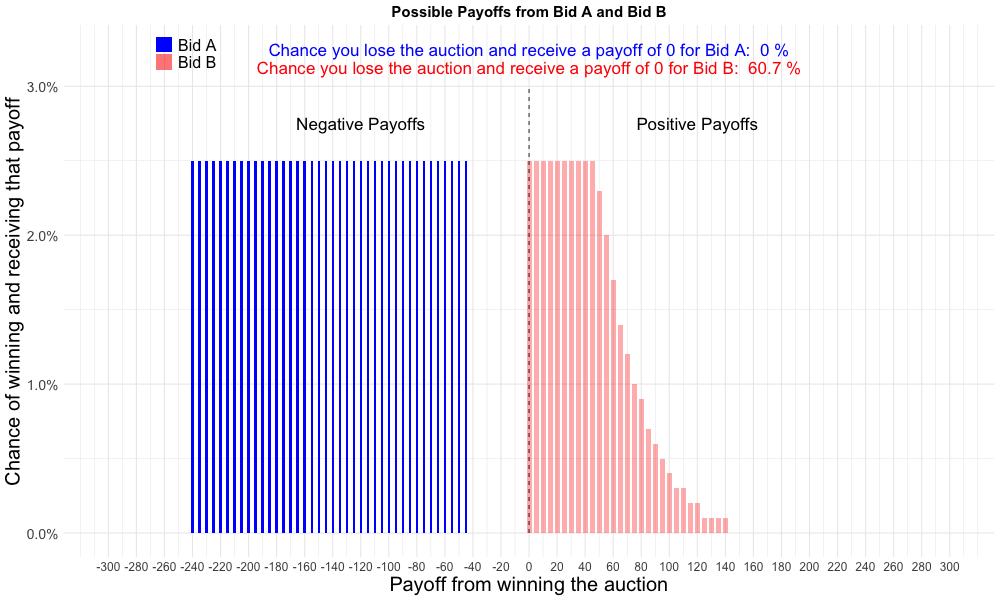 Possible Payoffs from Bid A and Bid B
Bid A
Bid B
Chance you lose the auction and receive a payoff of 0 for Bid A:  0 %
Chance you lose the auction and receive a payoff of 0 for Bid B:  60.7 %
Negative Payoffs
Positive Payoffs
Chance of winning and receiving that payoff
3.0%
2.0%
1.0%
0.0%
-300 -280 -260 -240 -220 -200 -180 -160 -140 -120 -100 -80 -60 -40 -20 0 20 40 60 80 100 120 140 160 180 200 220 240 260 280 300
Payoff from winning the auction